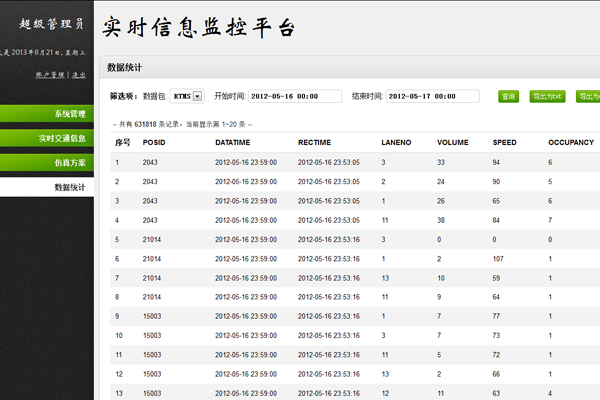 超级管理员
是 2013年8月21日, 星期三
账户管理 | 退出
系统管理
实时交通信息
仿真方案
数据统计
实时信息监控平台
数据统计
筛选项: 数据包: RTMS 开始时间: 2012-05-16 00:00 结束时间: 2012-05-17 00:00 查询 导出为txt 导出为
-- 共有 631818 条记录, 当前显示第 1~20 条 --
序号 POSID DATATIME RECTIME LANENO VOLUME SPEED OCCUPANCY
1 2043 2012-05-16 23:59:00 2012-05-16 23:53:05 3 33 94 6
2 2043 2012-05-16 23:59:00 2012-05-16 23:53:05 2 24 90 5
3 2043 2012-05-16 23:59:00 2012-05-16 23:53:05 1 26 65 6
4 2043 2012-05-16 23:59:00 2012-05-16 23:53:05 11 38 84 7
5 21014 2012-05-16 23:59:00 2012-05-16 23:53:16 3 0 0 0
6 21014 2012-05-16 23:59:00 2012-05-16 23:53:16 1 2 107 1
7 21014 2012-05-16 23:59:00 2012-05-16 23:53:16 13 10 59 1
8 21014 2012-05-16 23:59:00 2012-05-16 23:53:16 11 9 64 1
9 15003 2012-05-16 23:59:00 2012-05-16 23:53:16 1 7 77 1
10 15003 2012-05-16 23:59:00 2012-05-16 23:53:16 3 7 73 1
11 15003 2012-05-16 23:59:00 2012-05-16 23:53:16 11 5 72 1
12 15003 2012-05-16 23:59:00 2012-05-16 23:53:16 13 2 66 1
13 15003 2012-05-16 23:59:00 2012-05-16 23:53:16 12 11 63 4